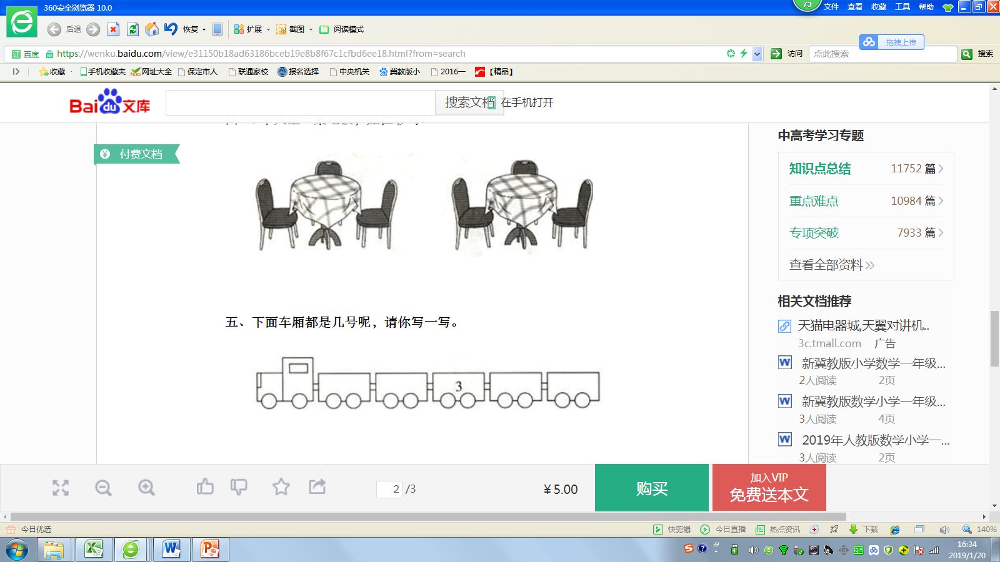 360安全浏览器 10.0
73
文件 查看 收藏 工具 帮助
后退
恢复
扩展
截图
阅读模式
拖拽上传
证 百度
https://wenku.baidu.com/view/e31150b18ad63186bceb19e8b8f67c1cfbd6ee18.html?from=search
访问
点此搜索
搜索
收藏 手机收藏夹 网址大全 保定市人 联通家校 报名选择 中央机关 冀教版小 2016一 【精品】
Bai du 文库
搜索文档
在手机打开
¥ 付费文档
五、下面车厢都是几号呢，请你写一写。
3
中高考学习专题
知识点总结 11752 篇
重点难点 10984 篇
专项突破 7933 篇
查看全部资料
相关文档推荐
天猫电器城,天翼对讲机..
3c.tmall.com 广告
新冀教版小学数学一年级...
2人阅读 2页
新冀教版数学小学一年级...
3人阅读 4页
2019年人教版数学小学一...
3人阅读 2页
2 /3
¥ 5.00
购买
加入VIP
免费送本文
今日优选
快剪辑 今日直播 热点资讯 下载 140%
16:34
2019/1/20